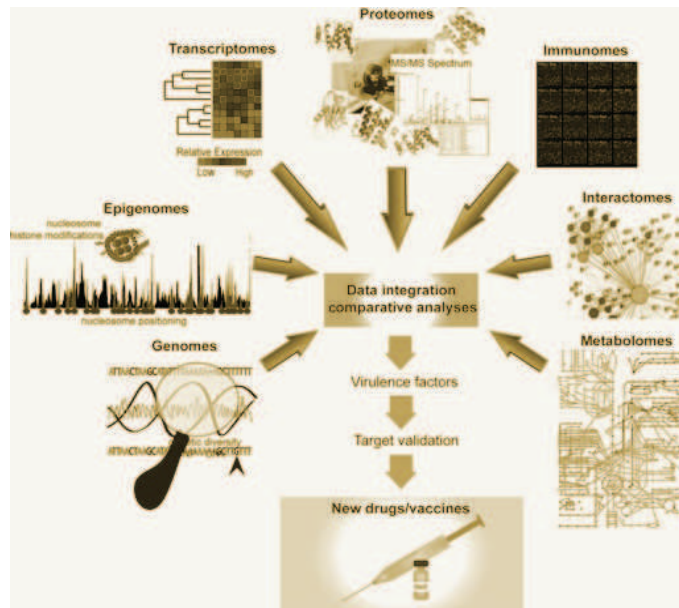 Proteomes
Transcriptomes
Immunomes
MS/MS Spectrum
Relative Expression
Low High
Epigenomes
nucleosome
histone modifications
nucleosome positioning
Interactomes
Data integration
comparative analyses
Genomes
Metabolomes
Virulence factors
diversity
Target validation
New drugs/vaccines